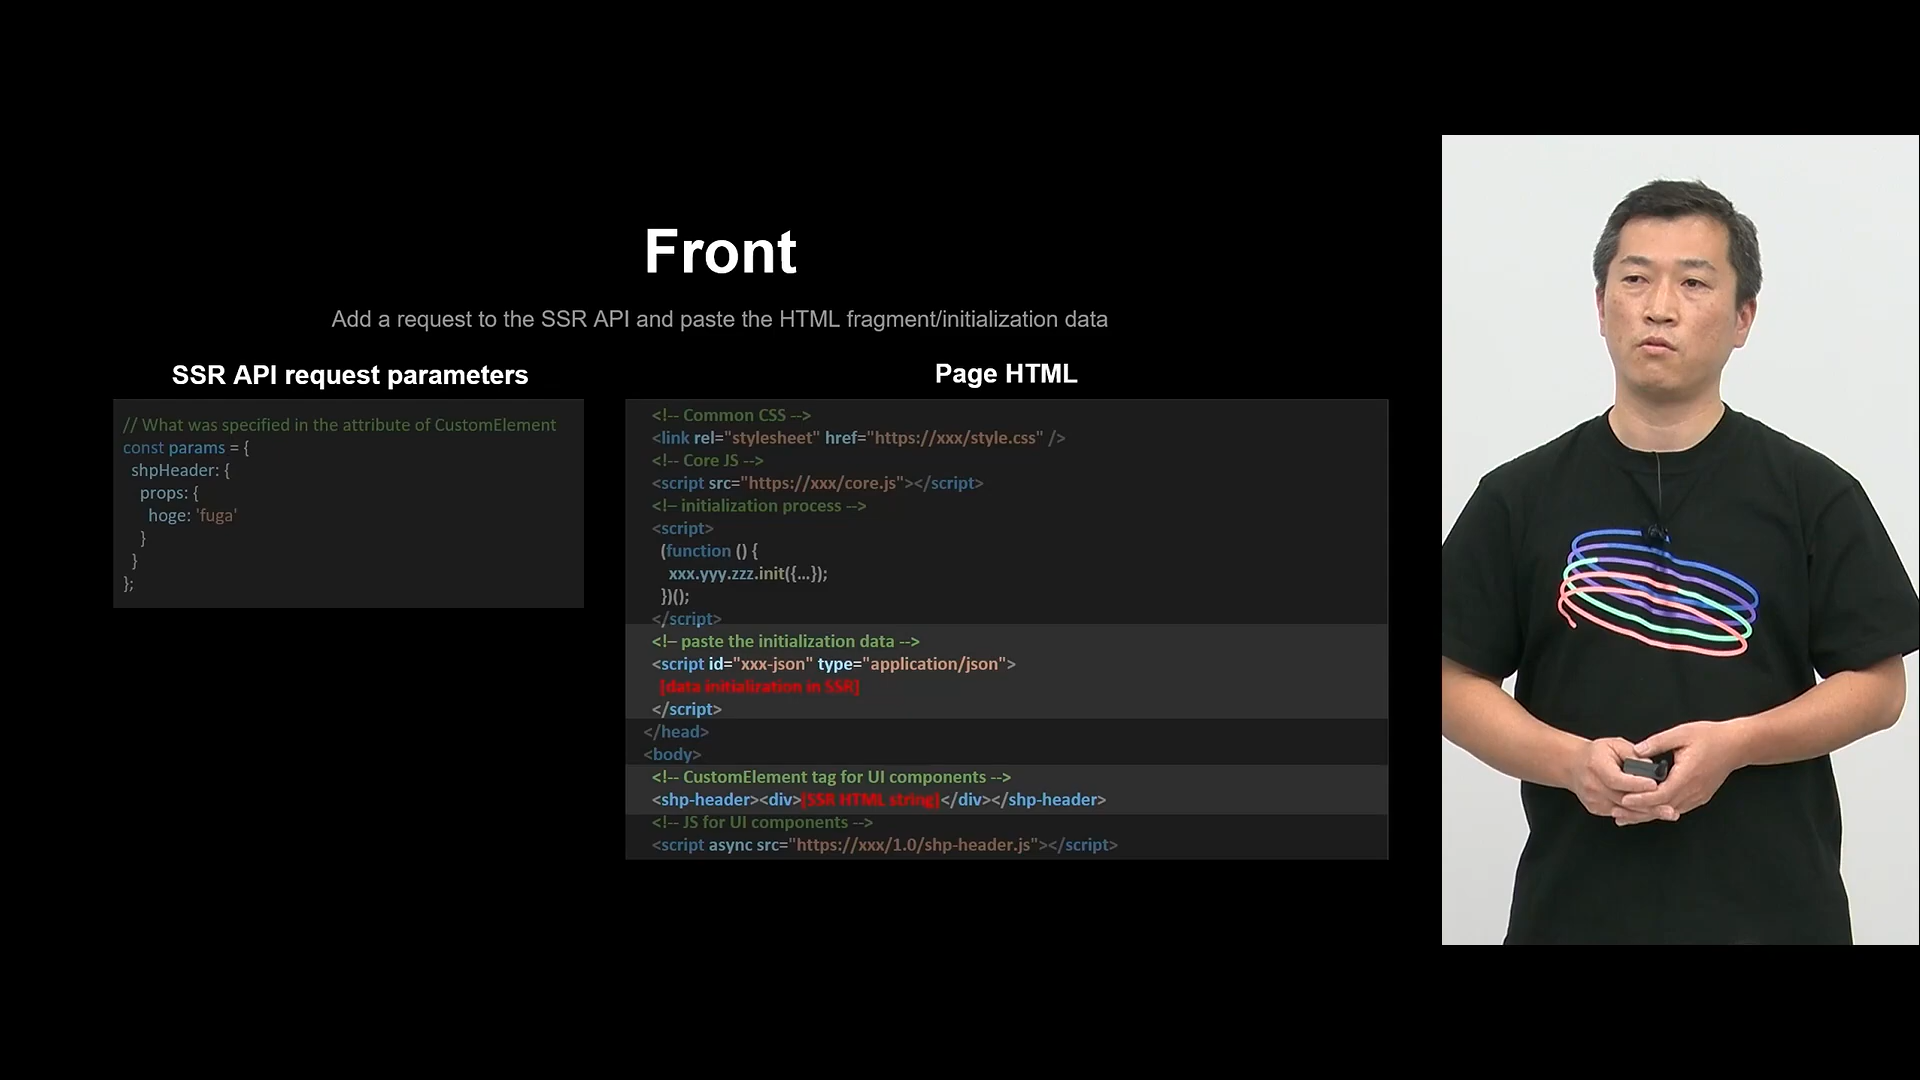 Front
Add a request to the SSR API and paste the HTML fragment/initialization data
SSR API request parameters
// What was specified in the attribute of CustomElement
const params = {
shpHeader: {
props: {
hoge: 'fuga'
}
}
};
Page HTML
<!-- Common CSS -->
<link rel="stylesheet" href="https://xxx/style.css" />
<!-- Core JS -->
<script src="https://xxx/core.js"></script>
<!– initialization process -->
<script>
(function () {
xxx.yyy.zzz.init({...});
})();
</script>
<!– paste the initialization data -->
<script id="xxx-json" type="application/json">
[data initialization in SSR]
</script>
</head>
<body>
<!-- CustomElement tag for UI components -->
<shp-header><div>[SSR HTML string]</div></shp-header>
<!-- JS for UI components -->
<script async src="https://xxx/1.0/shp-header.js"></script>